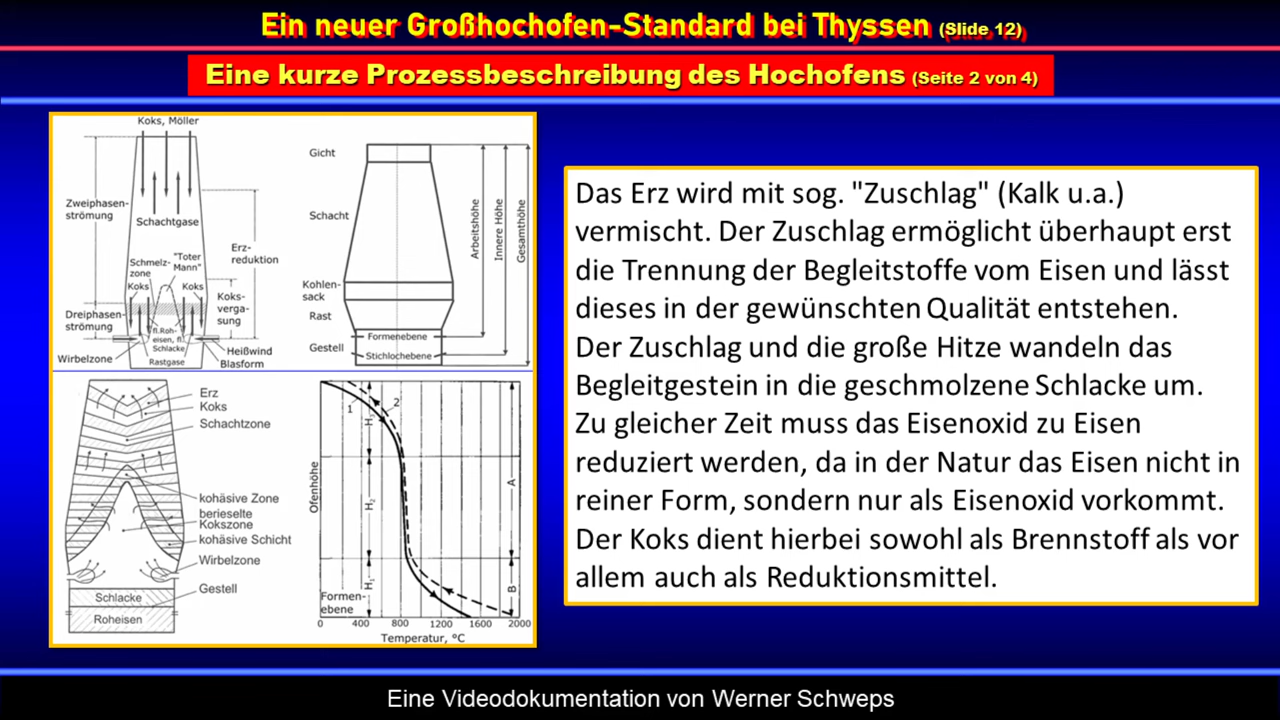 Ein neuer Großhochofen-Standard bei Thyssen (Slide 12)
Eine kurze Prozessbeschreibung des Hochofens (Seite 2 von 4)
Koks, Möller
Zweiphasen-
strömung
Schachtgase
Erz-
reduktion
Schmelz-
zone
"Toter
Mann"
Koks
Koks
Koks-
verga-
sung
Dreiphasen-
strömung
fl.Roh-
eisen, fl.
Schlacke
Rastgase
Wirbelzone
Heißwind
Blasform
Gicht
Schacht
Kohlen-
sack
Rast
Gestell
Formenebene
Stichlochebene
Arbeitshöhe
Innere Höhe
Gesamthöhe
Erz
Koks
Schachtzone
kohäsive Zone
berieselte
Kokszone
kohäsive Schicht
Wirbelzone
Gestell
Schlacke
Roheisen
Ofenhöhe
1
2
H
H2
H
A
B
Formen-
ebene
0 400 800 1200 1600 2000
Temperatur, °C
Das Erz wird mit sog. "Zuschlag" (Kalk u.a.)
vermischt. Der Zuschlag ermöglicht überhaupt erst
die Trennung der Begleitstoffe vom Eisen und lässt
dieses in der gewünschten Qualität entstehen.
Der Zuschlag und die große Hitze wandeln das
Begleitgestein in die geschmolzene Schlacke um.
Zu gleicher Zeit muss das Eisenoxid zu Eisen
reduziert werden, da in der Natur das Eisen nicht in
reiner Form, sondern nur als Eisenoxid vorkommt.
Der Koks dient hierbei sowohl als Brennstoff als vor
allem auch als Reduktionsmittel.
Eine Videodokumentation von Werner Schweps